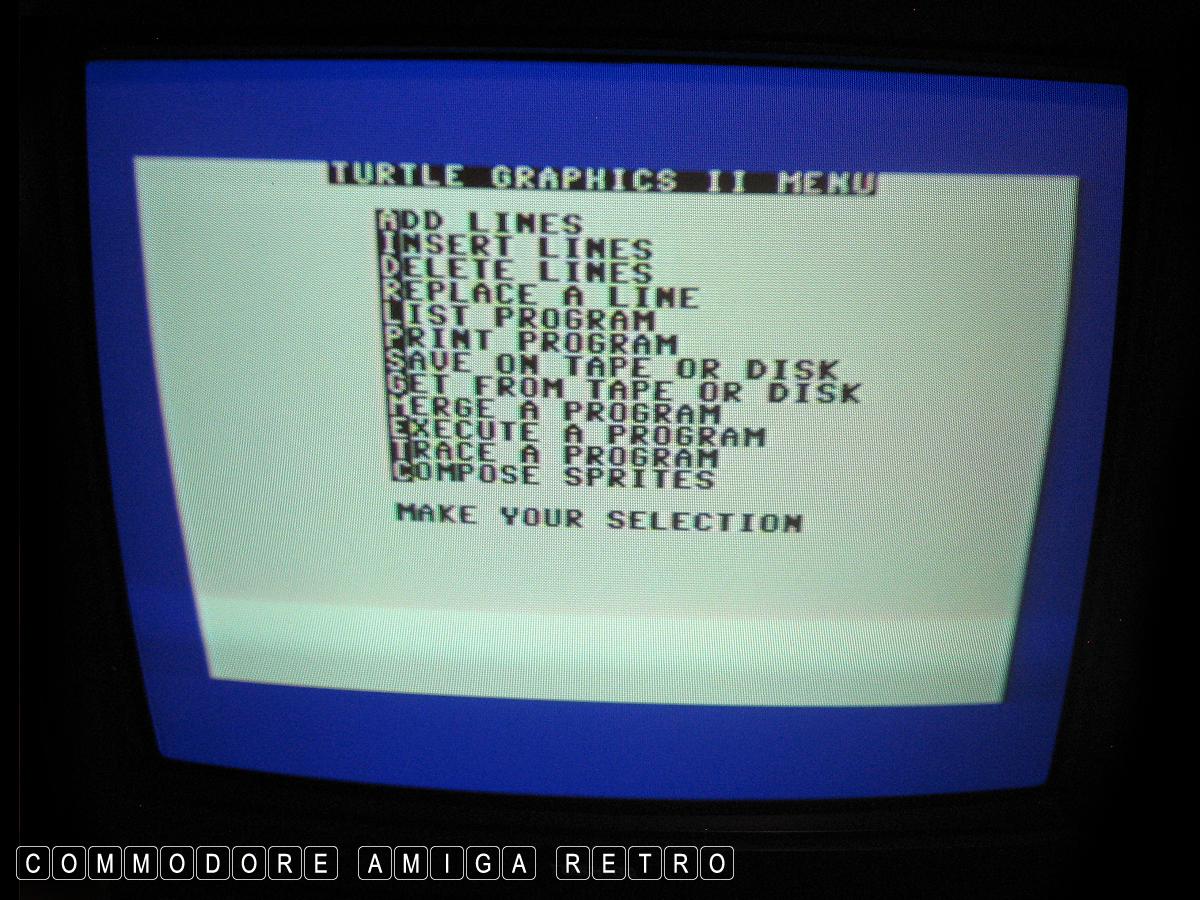 TURTLE GRAPHICS II MENU
ADD LINES
INSERT LINES
DELETE LINES
REPLACE A LINE
LIST PROGRAM
PRINT PROGRAM
SAVE ON TAPE OR DISK
GET FROM TAPE OR DISK
MERGE A PROGRAM
EXECUTE A PROGRAM
TRACE A PROGRAM
COMPOSE SPRITES
MAKE YOUR SELECTION
COMMODORE AMIGA RETRO